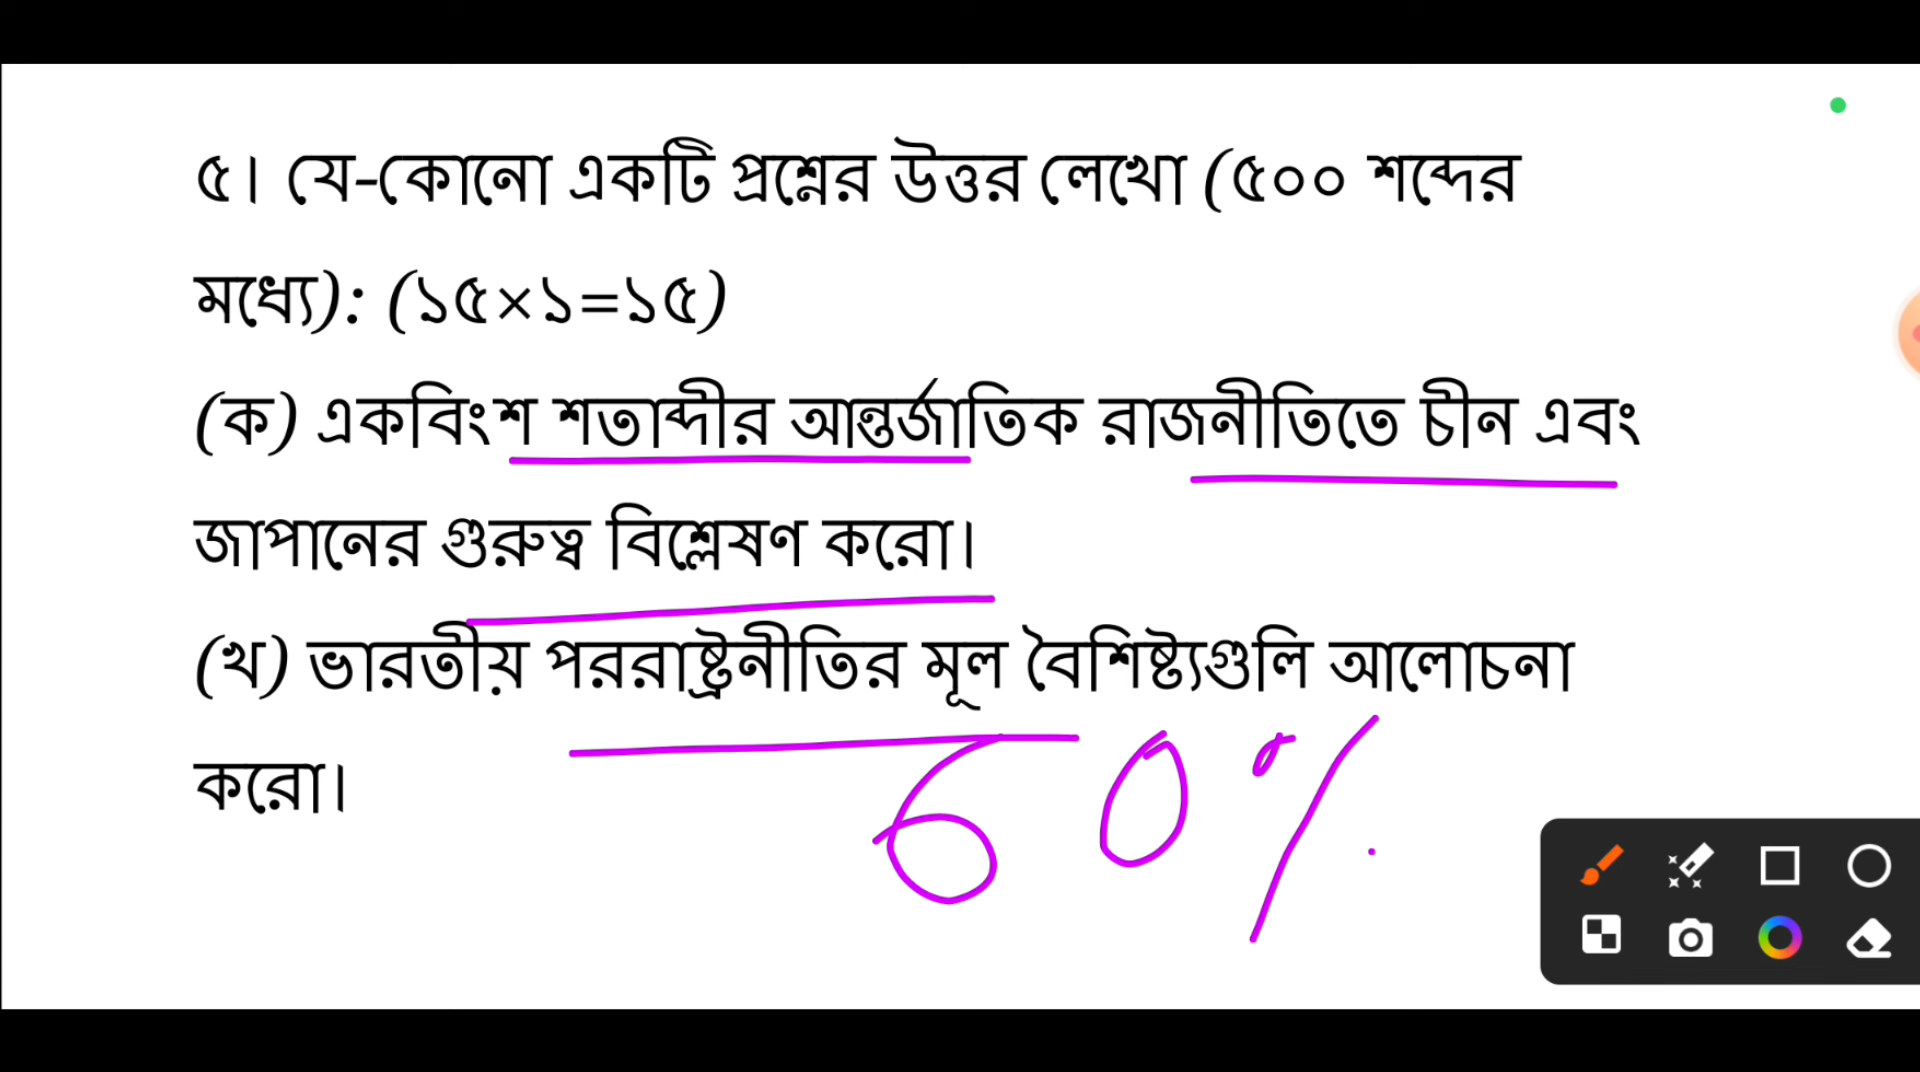 ৫। যে-কোনো একটি প্রশ্নের উত্তর লেখো (৫০০ শব্দের
মধ্যে): (১৫×১=১৫)
(ক) একবিংশ শতাব্দীর আন্তর্জাতিক রাজনীতিতে চীন এবং
জাপানের গুরুত্ব বিশ্লেষণ করো।
(খ) ভারতীয় পররাষ্ট্রনীতির মূল বৈশিষ্ট্যগুলি আলোচনা
করো।
60%